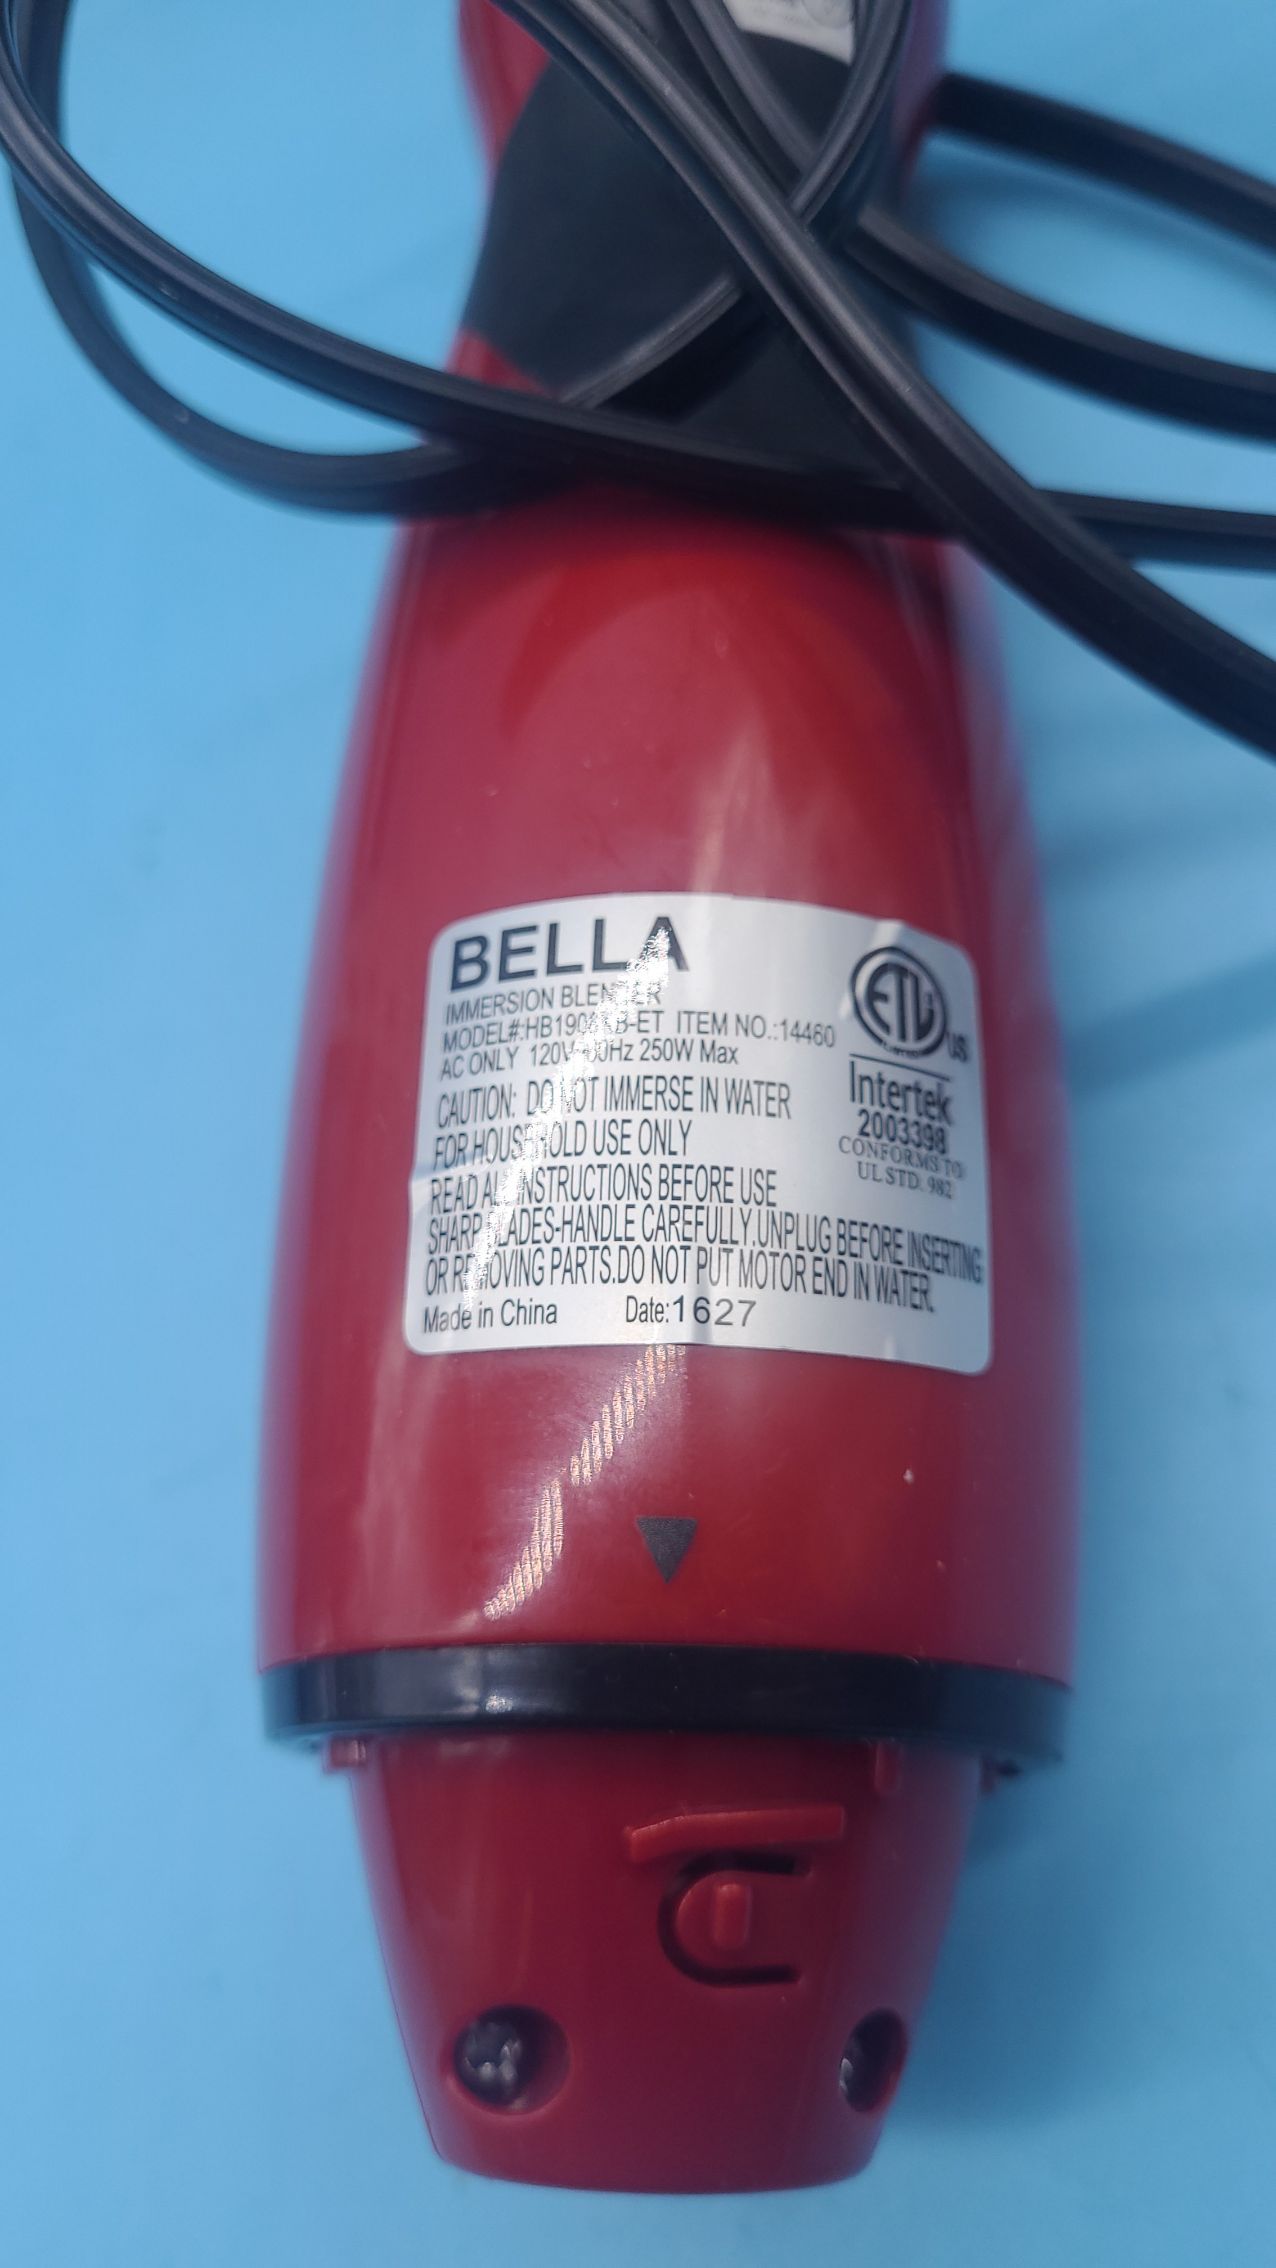 BELLA
IMMERSION BLENDER
MODEL#: ITEM NO.:14460
AC ONLY 120V 250W Max
CAUTION: DO NOT IMMERSE IN WATER
FOR HOUSEHOLD USE ONLY
READ ALL INSTRUCTIONS BEFORE USE
SHARP BLADES-HANDLE CAREFULLY.UNPLUG BEFORE INSERTING
OR REMOVING PARTS.DO NOT PUT MOTOR END IN WATER.
Made in China Date:1627
ETL
US
Intertek
2003398
CONFORMS TO
UL STD. 982